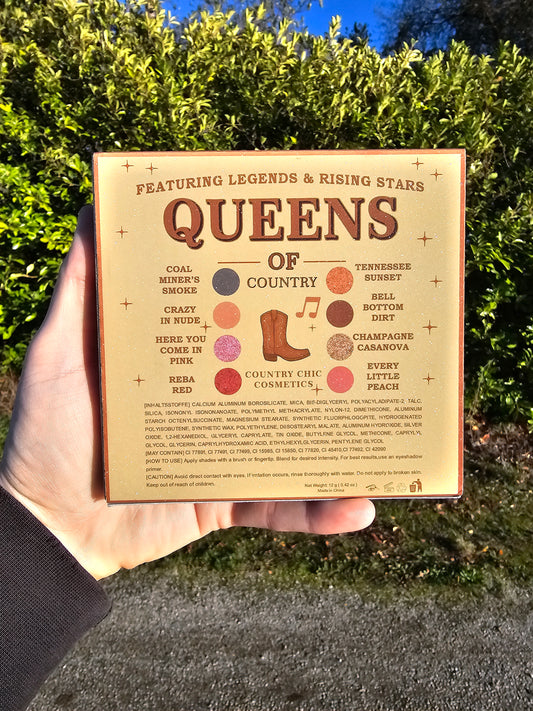 FEATURING LEGENDS & RISING STARS
QUEENS
OF
COUNTRY
COAL
MINER'S
SMOKE
CRAZY
IN NUDE
HERE YOU
COME IN
PINK
REBA
RED
TENNESSEE
SUNSET
BELL
BOTTOM
DIRT
CHAMPAGNE
CASANOVA
EVERY
LITTLE
PEACH
COUNTRY CHIC
COSMETICS
[INHALTSSTOFFE] CALCIUM ALUMINUM BOROSILICATE, MICA, BIS-DIGLYCERYL POLYACYLADIPATE-2 TALC,
SILICA, ISONONYL ISONONANOATE, POLYMETHYL METHACRYLATE, NYLON-12, DIMETHICONE, ALUMINUM
STARCH OCTENYLSUCCINATE, MAGNESIUM STEARATE, SYNTHETIC FLUORPHLOGOPITE, HYDROGENATED
POLYISOBUTENE, SYNTHETIC WAX, POLYETHYLENE, DIISOSTEARYL MALATE, ALUMINUM HYDROXIDE, SILVER
OXIDE, 1,2-HEXANEDIOL, GLYCERYL CAPRYLATE, TIN OXIDE, BUTYLENE GLYCOL, METHICONE, CAPRYLYL
GLYCOL, GLYCERIN, CAPRYLHYDROXAMIC ACID, ETHYLHEXYLGLYCERIN, PENTYLENE GLYCOL
[MAY CONTAIN] CI 77891, CI 77491, CI 77499, CI 15985, CI 15850, CI 77820, CI 45410, CI 77492, CI 42090
[HOW TO USE] Apply shades with a brush or fingertip. Blend for desired intensity. For best results,use an eyeshadow
primer.
[CAUTION] Avoid direct contact with eyes. If irritation occurs, rinse thoroughly with water. Do not apply to broken skin.
Keep out of reach of children.
Net Weight: 12 g ( 0.42 oz )
Made in China